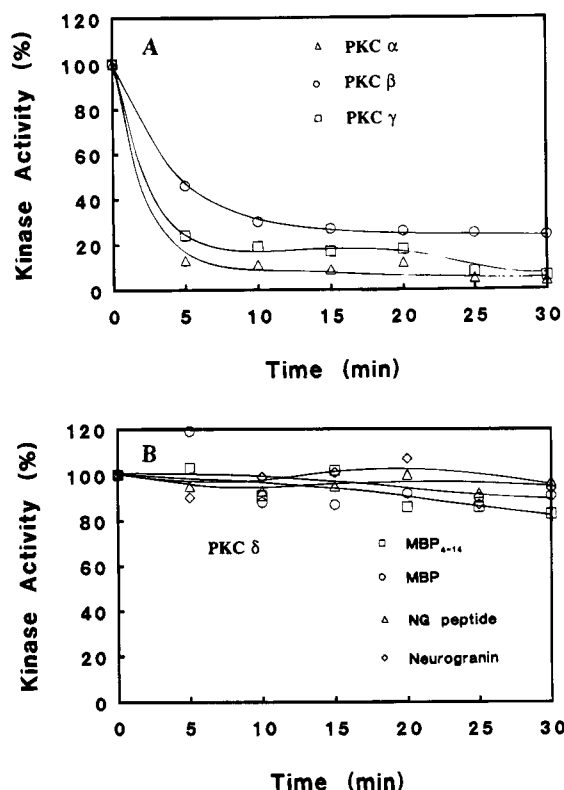 A
PKC α
PKC β
PKC γ
Kinase Activity (%)
120
100
80
60
40
20
0
0 5 10 15 20 25 30
Time (min)
B
PKC δ
MBP₄₋₁₄
MBP
NG peptide
Neurogranin
Kinase Activity (%)
120
100
80
60
40
20
0
0 5 10 15 20 25 30
Time (min)